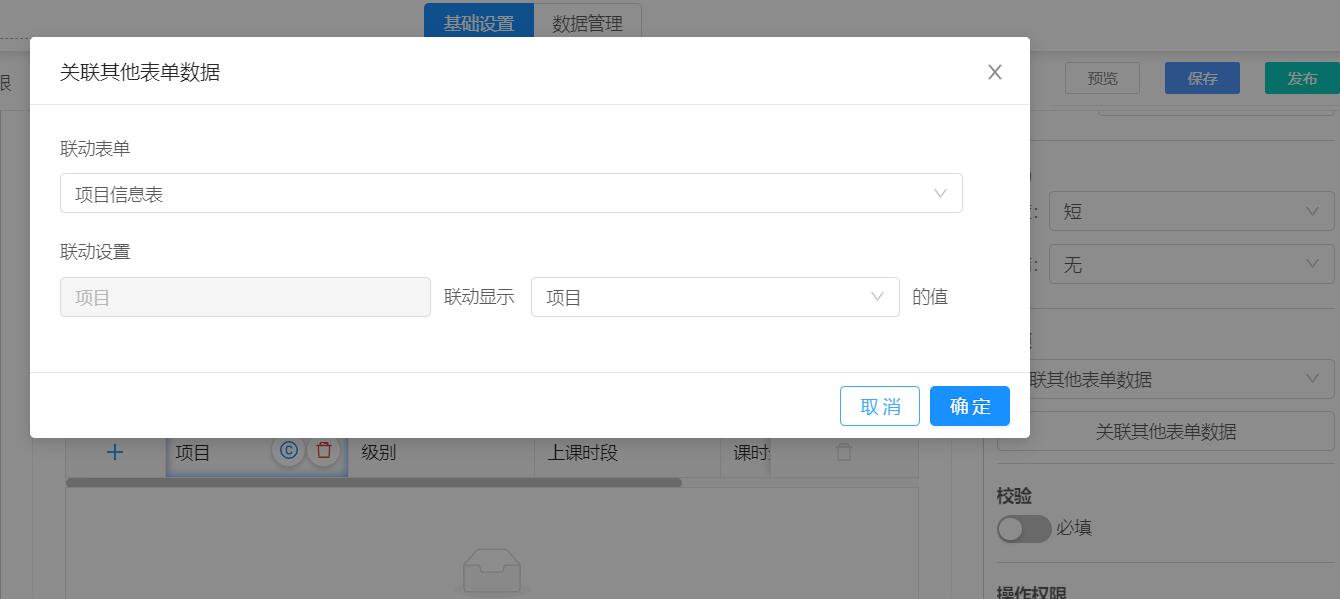 基础设置 数据管理
限
关联其他表单数据
预览 保存 发布
联动表单
项目信息表
短
联动设置
项目 联动显示 项目 的值
无
联其他表单数据
取消 确定
关联其他表单数据
项目 级别 上课时段 课时
校验
必填
操作权限